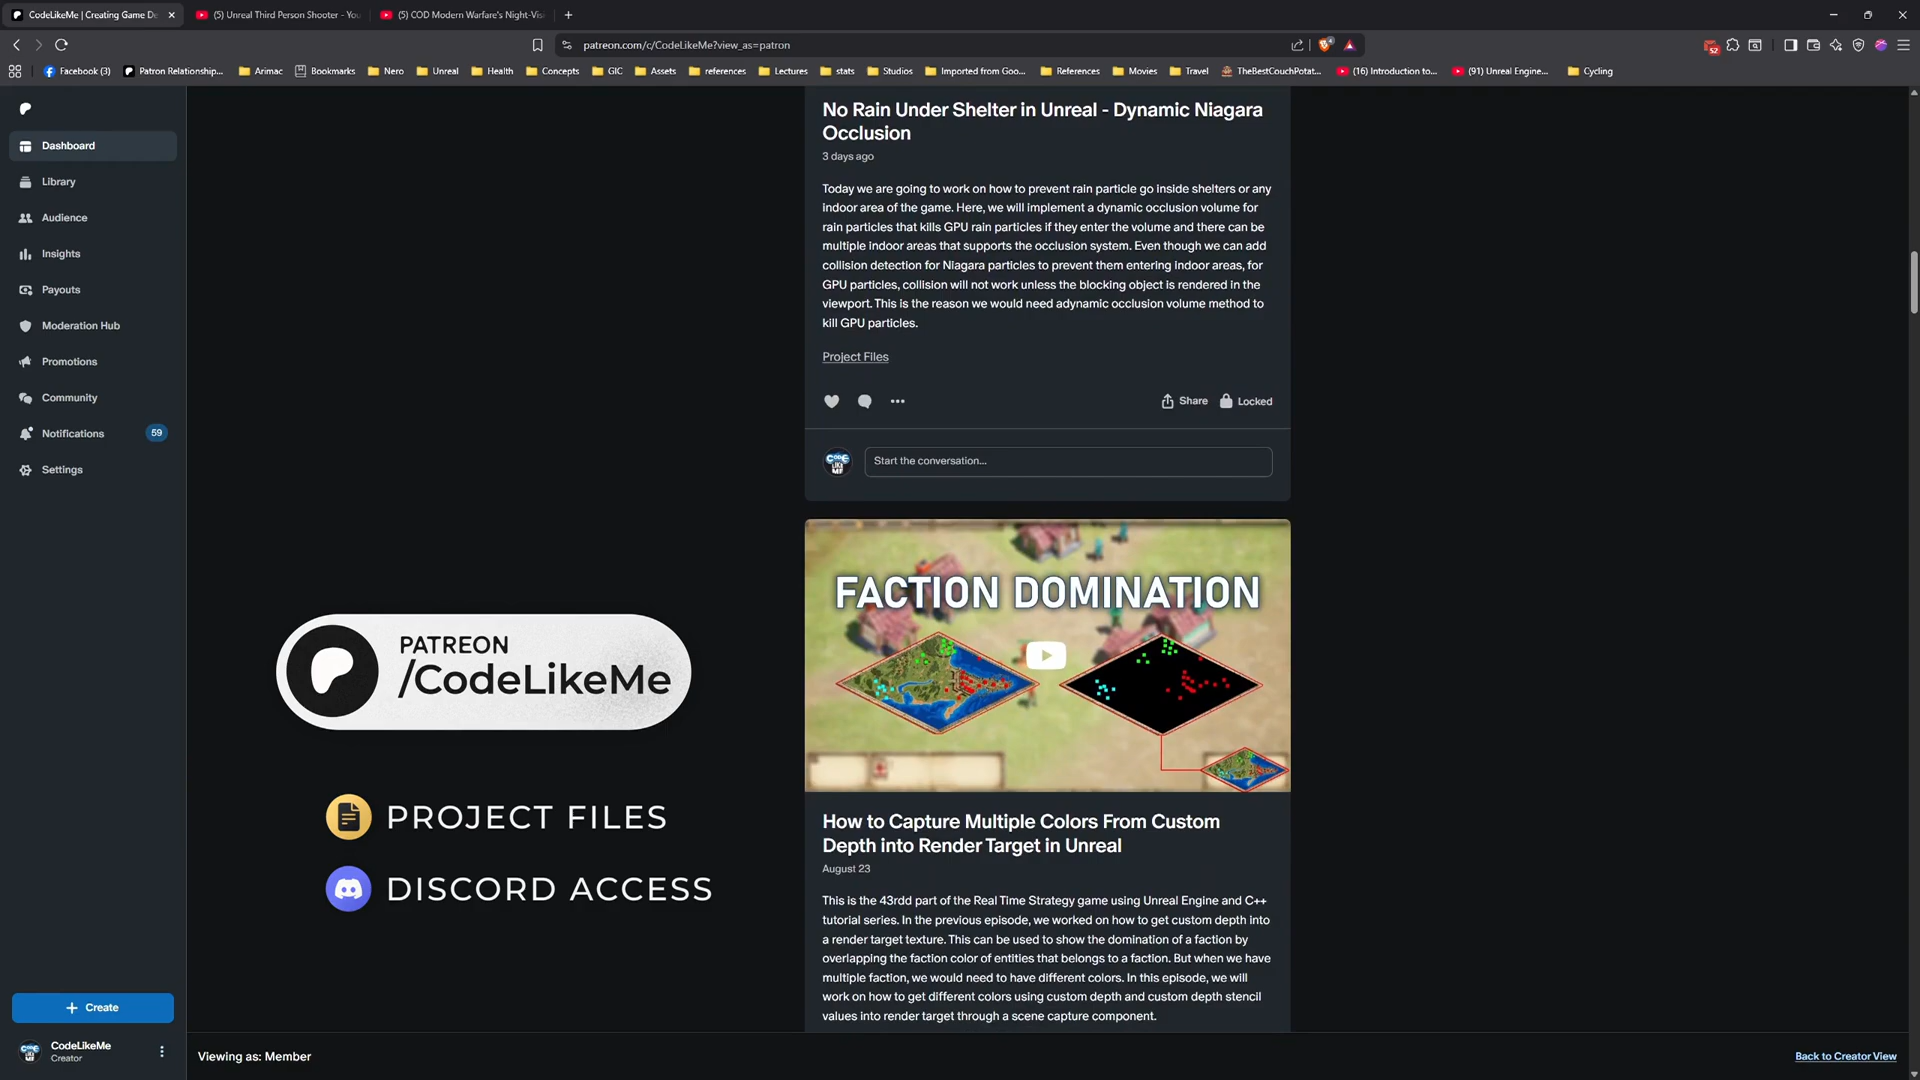 CodeLikeMe | Creating Game De
(5) Unreal Third Person Shooter - You
(5) COD Modern Warfare's Night-Visi
patreon.com/c/CodeLikeMe?view_as=patron
4
52
Facebook (3)
Patron Relationship...
Arimac
Bookmarks
Nero
Unreal
Health
Concepts
GIC
Assets
references
Lectures
stats
Studios
Imported from Goo...
References
Movies
Travel
TheBestCouchPotat...
(16) Introduction to...
(91) Unreal Engine...
Cycling
Dashboard
Library
Audience
Insights
Payouts
Moderation Hub
Promotions
Community
Notifications
59
Settings
Create
CodeLikeMe
Creator
No Rain Under Shelter in Unreal - Dynamic Niagara
Occlusion
3 days ago
Today we are going to work on how to prevent rain particle go inside shelters or any
indoor area of the game. Here, we will implement a dynamic occlusion volume for
rain particles that kills GPU rain particles if they enter the volume and there can be
multiple indoor areas that supports the occlusion system. Even though we can add
collision detection for Niagara particles to prevent them entering indoor areas, for
GPU particles, collision will not work unless the blocking object is rendered in the
viewport. This is the reason we would need adynamic occlusion volume method to
kill GPU particles.
Project Files
Share
Locked
CODE
LIKE
ME
Start the conversation...
FACTION DOMINATION
PATREON
/CodeLikeMe
PROJECT FILES
DISCORD ACCESS
How to Capture Multiple Colors From Custom
Depth into Render Target in Unreal
August 23
This is the 43rdd part of the Real Time Strategy game using Unreal Engine and C++
tutorial series. In the previous episode, we worked on how to get custom depth into
a render target texture. This can be used to show the domination of a faction by
overlapping the faction color of entities that belongs to a faction. But when we have
multiple faction, we would need to have different colors. In this episode, we will
work on how to get different colors using custom depth and custom depth stencil
values into render target through a scene capture component.
Viewing as: Member
Back to Creator View